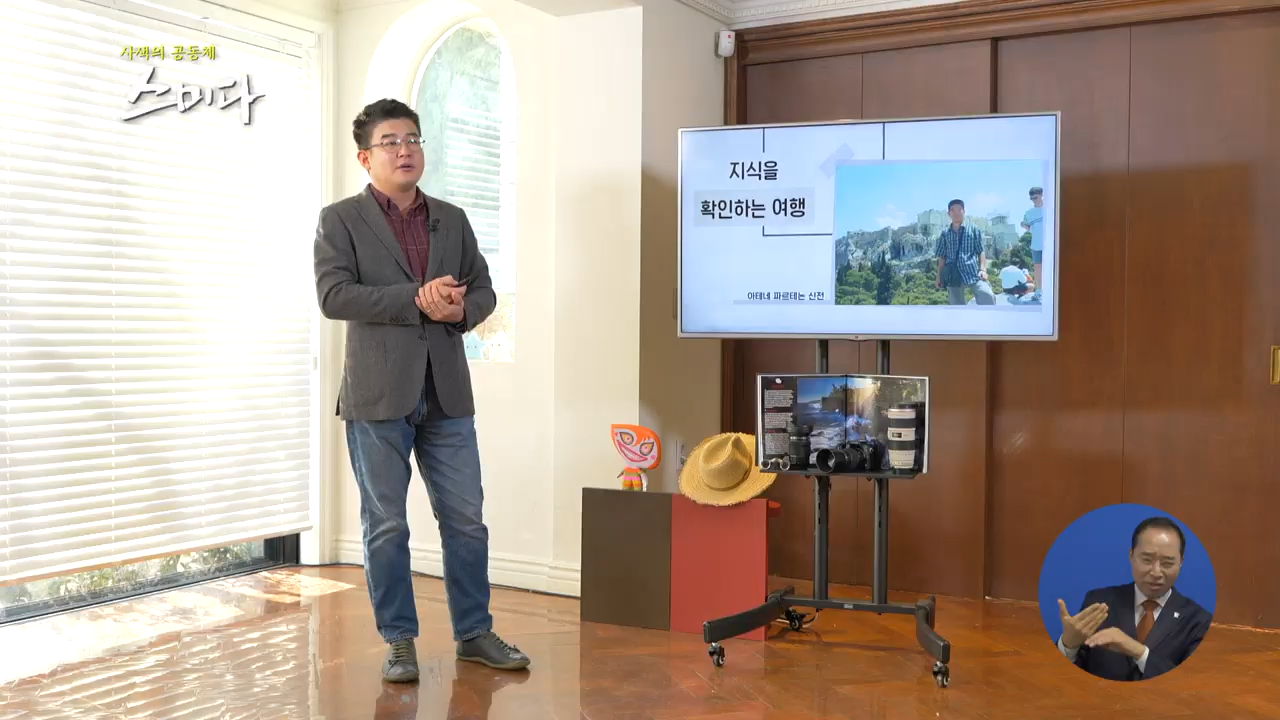 사색의 공동체
스미다
지식을
확인하는 여행
아테네 파르테논 신전